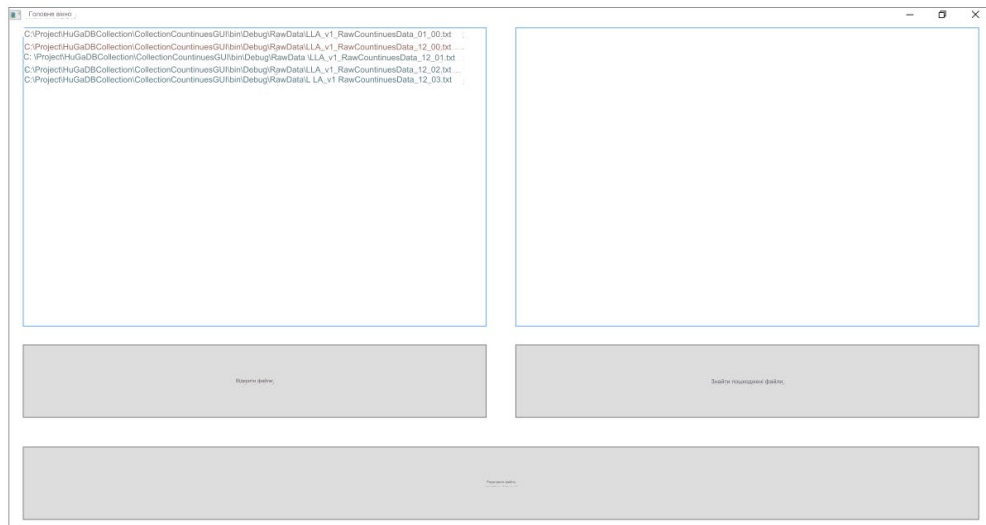 Головне вікно
C:\Project\HuGaDBCollection\CollectionCountinuesGUI\bin\Debug\RawData\LLA_v1_RawCountinuesData_01_00.txt
C:\Project\HuGaDBCollection\CollectionCountinuesGUI\bin\Debug\RawData\LLA_v1_RawCountinuesData_12_00.txt
C: \Project\HuGaDBCollection\CollectionCountinuesGUI\bin\Debug\RawData \LLA_v1_RawCountinuesData_12_01.txt
C:\Project\HuGaDBCollection\CollectionCountinuesGUI\bin\Debug\RawData\LLA_v1_RawCountinuesData_12_02.txt
C:\Project\HuGaDBCollection\CollectionCountinuesGUI\bin\Debug\RawData\L LA_v1 RawCountinuesData_12_03.txt
Відкрити файли
Знайти пошкоджені файли